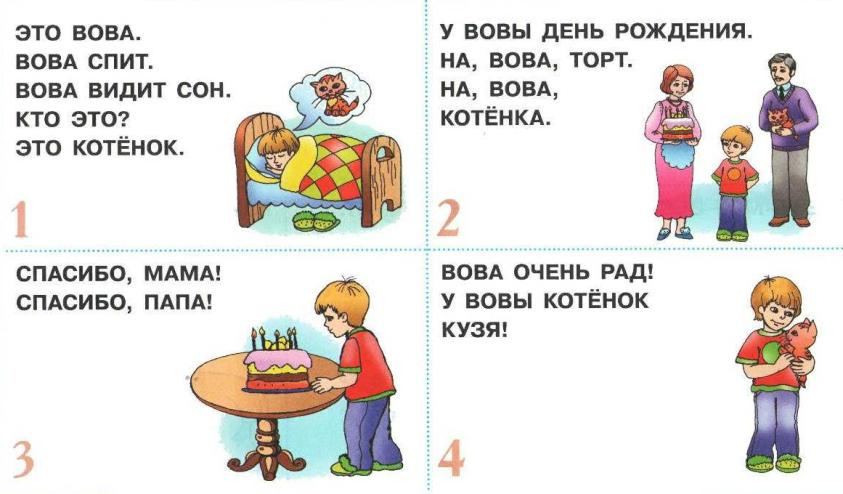 ЭТО ВОВА.
ВОВА СПИТ.
ВОВА ВИДИТ СОН.
КТО ЭТО?
ЭТО КОТЁНОК.
1
У ВОВЫ ДЕНЬ РОЖДЕНИЯ.
НА, ВОВА, ТОРТ.
НА, ВОВА,
КОТЁНКА.
2
СПАСИБО, МАМА!
СПАСИБО, ПАПА!
3
ВОВА ОЧЕНЬ РАД!
У ВОВЫ КОТЁНОК
КУЗЯ!
4